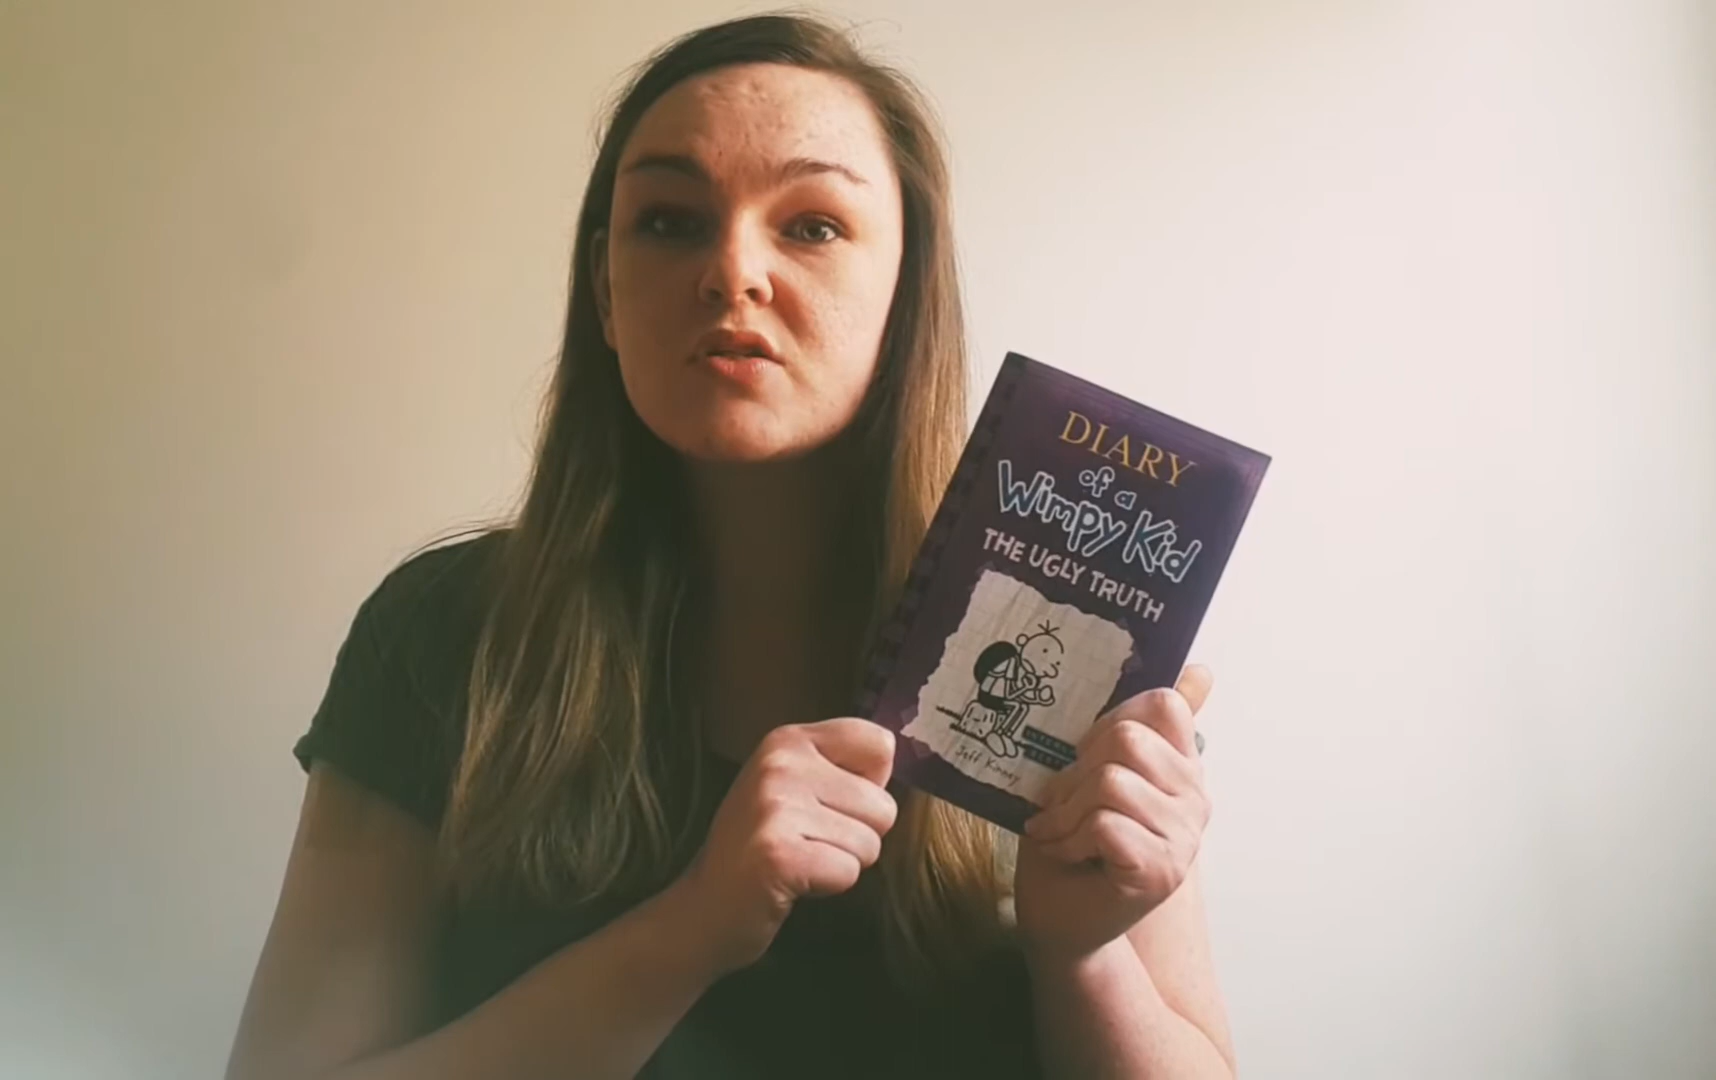 DIARY
of a
Wimpy Kid
THE UGLY TRUTH
Jeff Kinney